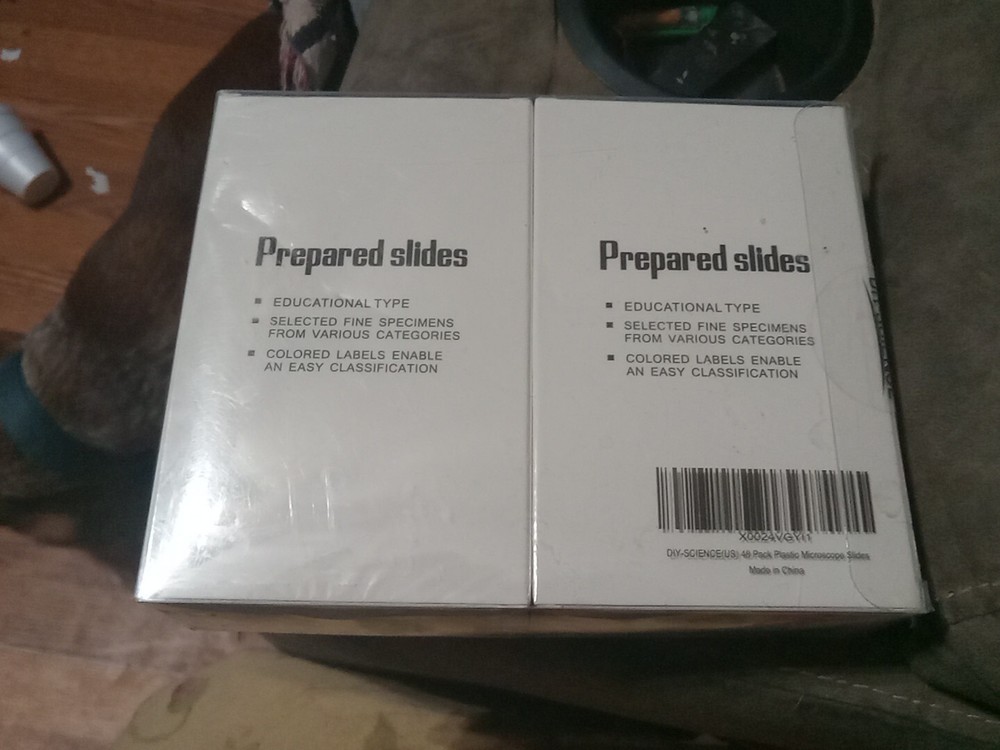 Prepared slides
EDUCATIONAL TYPE
SELECTED FINE SPECIMENS
FROM VARIOUS CATEGORIES
COLORED LABELS ENABLE
AN EASY CLASSIFICATION
Prepared slides
EDUCATIONAL TYPE
SELECTED FINE SPECIMENS
FROM VARIOUS CATEGORIES
COLORED LABELS ENABLE
AN EASY CLASSIFICATION
DIY-SCIENCE(US) 48 Pack Plastic Microscope Slides
Made in China